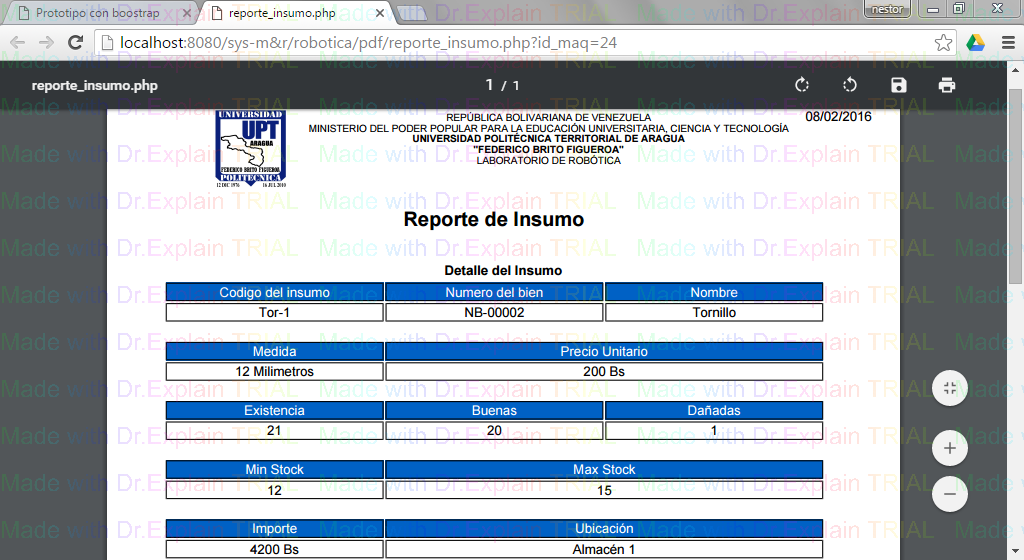 Prototipo con boostrap
reporte_insumo.php
nestor
localhost:8080/sys-m&r/robotica/pdf/reporte_insumo.php?id_maq=24
reporte_insumo.php
1 / 1
UNIVERSIDAD
UPT
ARAGUA
FEDERICO BRITO FIGUEROA
POLITECNICA
12 DIC 1976 16 JUL 2010
REPÚBLICA BOLIVARIANA DE VENEZUELA
MINISTERIO DEL PODER POPULAR PARA LA EDUCACIÓN UNIVERSITARIA, CIENCIA Y TECNOLOGÍA
UNIVERSIDAD POLITÉCNICA TERRITORIAL DE ARAGUA
"FEDERICO BRITO FIGUEROA"
LABORATORIO DE ROBÓTICA
08/02/2016
Reporte de Insumo
Detalle del Insumo
Codigo del insumo Numero del bien Nombre
Tor-1 NB-00002 Tornillo
Medida Precio Unitario
12 Milimetros 200 Bs
Existencia Buenas Dañadas
21 20 1
Min Stock Max Stock
12 15
Importe Ubicación
4200 Bs Almacén 1
Made with Dr.Explain TRIAL